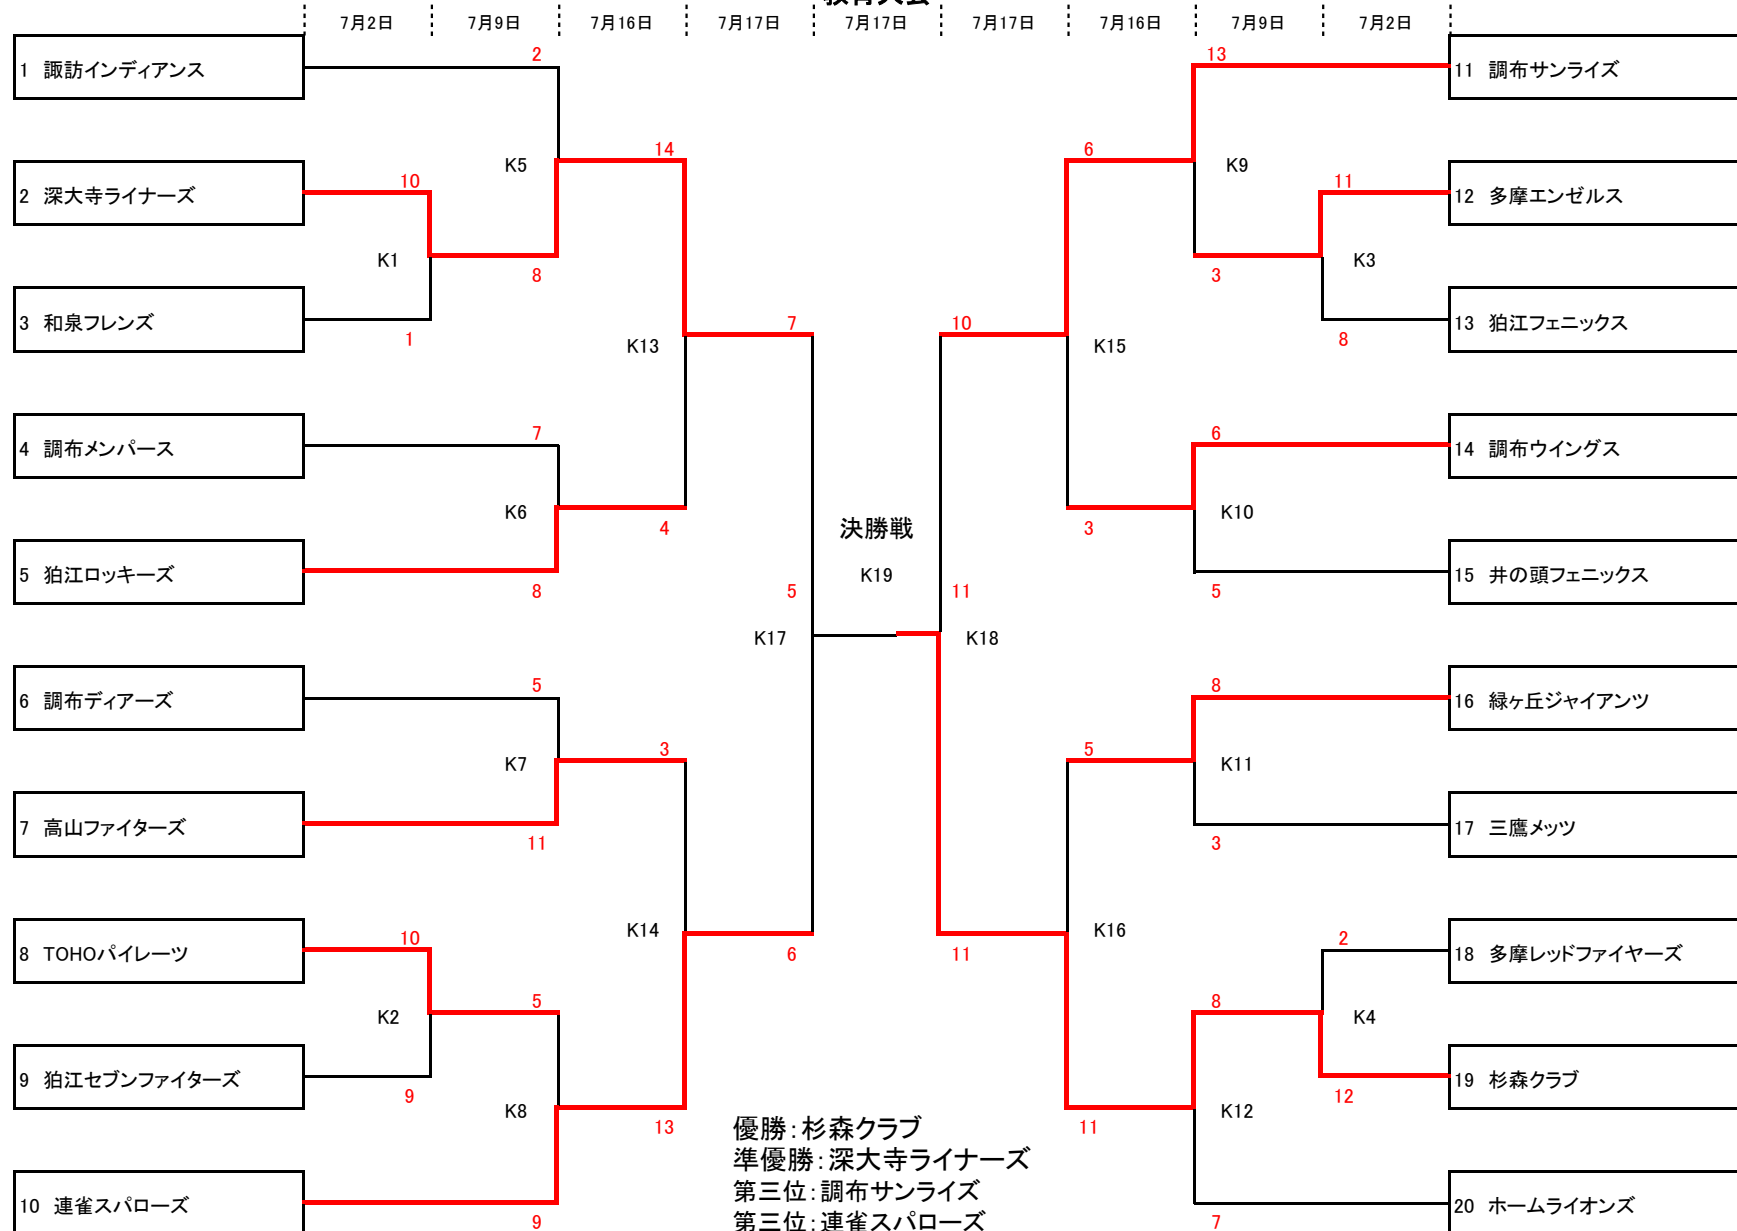 7月2日 7月9日 7月16日 7月17日 7月17日 7月17日 7月16日 7月9日 7月2日
1 諏訪インディアンス 2 13 11 調布サンライズ
K5 14 6 K9
2 深大寺ライナーズ 10 11 12 多摩エンゼルス
K1 8 3 K3
3 和泉フレンズ 1 K13 7 10 K15 8 13 狛江フェニックス
4 調布メンパース 7 6 14 調布ウイングス
K6 4 決勝戦 3 K10
5 狛江ロッキーズ 8 5 K19 11 5 15 井の頭フェニックス
K17 K18
6 調布ディアーズ 5 8 16 緑ヶ丘ジャイアンツ
K7 3 5 K11
7 高山ファイターズ 11 3 17 三鷹メッツ
8 TOHOパイレーツ 10 K14 6 11 K16 2 18 多摩レッドファイヤーズ
K2 5 8 K4
9 狛江セブンファイターズ 9 12 19 杉森クラブ
K8 13 11 K12
優勝:杉森クラブ
準優勝:深大寺ライナーズ
第三位:調布サンライズ
10 連雀スパローズ 9 7 20 ホームライオンズ
第三位:連雀スパローズ